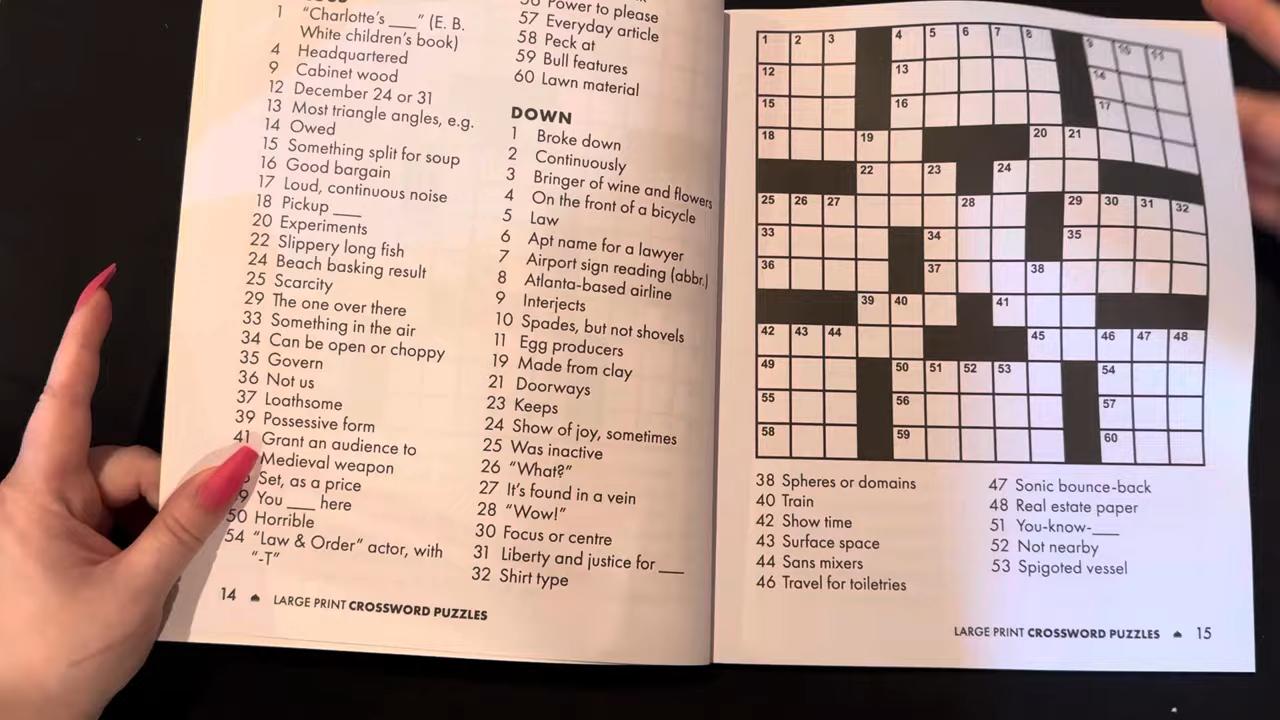 1 “Charlotte’s ___” (E. B.
White children’s book)
4 Headquartered
9 Cabinet wood
12 December 24 or 31
13 Most triangle angles, e.g.
14 Owed
15 Something split for soup
16 Good bargain
17 Loud, continuous noise
18 Pickup ___
20 Experiments
22 Slippery long fish
24 Beach basking result
25 Scarcity
29 The one over there
33 Something in the air
34 Can be open or choppy
35 Govern
36 Not us
37 Loathsome
39 Possessive form
41 Grant an audience to
Medieval weapon
Set, as a price
9 You ___ here
50 Horrible
54 “Law & Order” actor, with
“-T”
56 Power to please
57 Everyday article
58 Peck at
59 Bull features
60 Lawn material
DOWN
1 Broke down
2 Continuously
3 Bringer of wine and flowers
4 On the front of a bicycle
5 Law
6 Apt name for a lawyer
7 Airport sign reading (abbr.)
8 Atlanta-based airline
9 Interjects
10 Spades, but not shovels
11 Egg producers
19 Made from clay
21 Doorways
23 Keeps
24 Show of joy, sometimes
25 Was inactive
26 “What?”
27 It’s found in a vein
28 “Wow!”
30 Focus or centre
31 Liberty and justice for ___
32 Shirt type
14 LARGE PRINT CROSSWORD PUZZLES
1 2 3 4 5 6 7 8 9 10 11
12 13 14
15 16 17
18 19 20 21
22 23 24
25 26 27 28 29 30 31 32
33 34 35
36 37 38
39 40 41
42 43 44 45 46 47 48
49 50 51 52 53 54
55 56 57
58 59 60
38 Spheres or domains
40 Train
42 Show time
43 Surface space
44 Sans mixers
46 Travel for toiletries
47 Sonic bounce-back
48 Real estate paper
51 You-know-___
52 Not nearby
53 Spigoted vessel
LARGE PRINT CROSSWORD PUZZLES 15